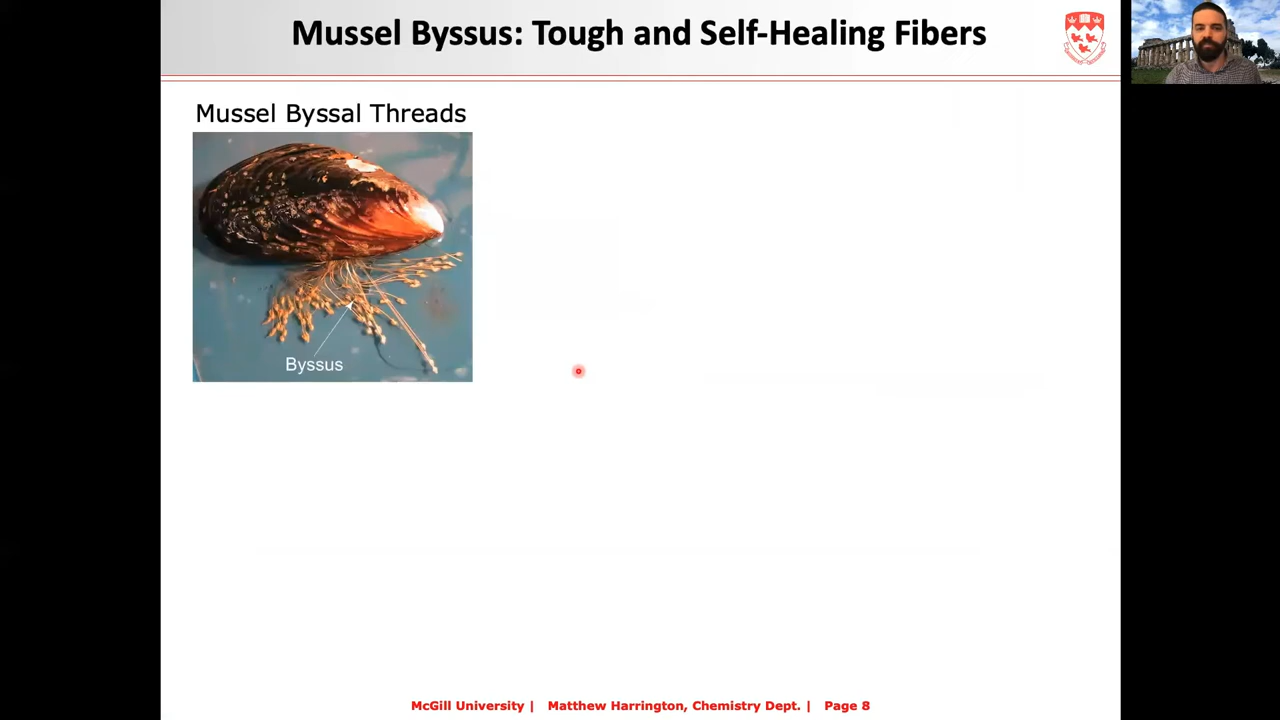 Mussel Byssus: Tough and Self-Healing Fibers
Mussel Byssal Threads
Byssus
McGill University | Matthew Harrington, Chemistry Dept. | Page 8